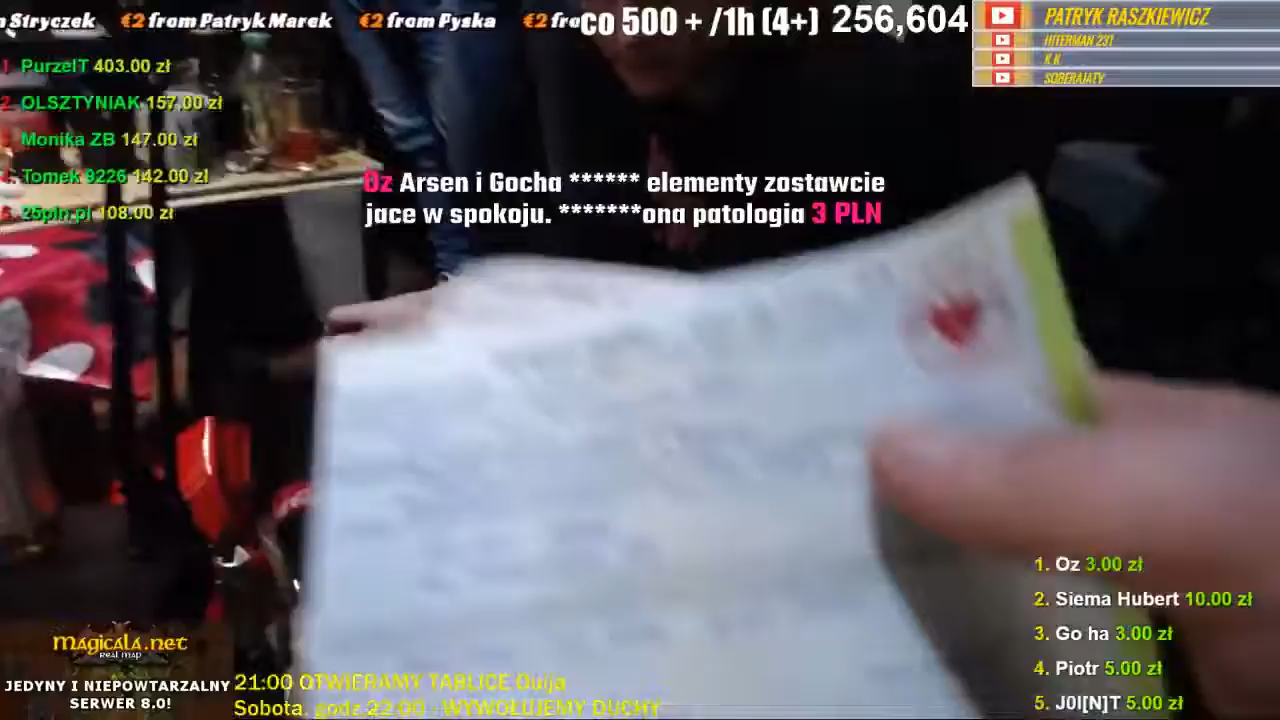 Stryczek €2 from Patryk Marek €2 from Pyska €2 fro
co 500 + /1h (4+) 256,604
PATRYK RASZKIEWICZ
HITERMAN 231
K K
SOBERAJATY
1. PurzelT 403.00 zł
2. OLSZTYNIAK 157.00 zł
3. Monika ZB 147.00 zł
4. Tomek 9226 142.00 zł
5. 25pln.pl 108.00 zł
Oz Arsen i Gocha ****** elementy zostawcie
jace w spokoju. *******ona patologia 3 PLN
1. Oz 3.00 zł
2. Siema Hubert 10.00 zł
3. Go ha 3.00 zł
4. Piotr 5.00 zł
5. J0I[N]T 5.00 zł
Magicala.net
REAL MAP
JEDYNY I NIEPOWTARZALNY
SERWER 8.0!
21:00 OTWIERAMY TABLICE Ouija
Sobota, godz 22:00 - WYWOŁUJEMY DUCHY